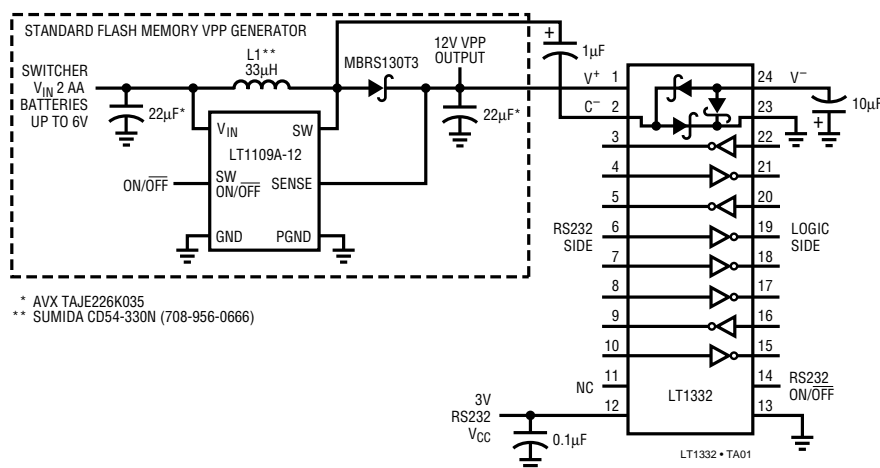 STANDARD FLASH MEMORY VPP GENERATOR
L1**
33µH
MBRS130T3
12V VPP
OUTPUT
SWITCHER
VIN 2 AA
BATTERIES
UP TO 6V
22µF*
VIN
SW
LT1109A-12
ON/OFF
SW
ON/OFF
SENSE
GND
PGND
22µF*
+
1µF
V+
1
24
V–
C–
2
23
10µF
+
3
22
4
21
5
20
RS232
SIDE
6
19
LOGIC
SIDE
7
18
8
17
9
16
10
15
NC
11
14
RS232
ON/OFF
LT1332
3V
RS232
VCC
12
13
0.1µF
* AVX TAJE226K035
** SUMIDA CD54-330N (708-956-0666)
LT1332 • TA01